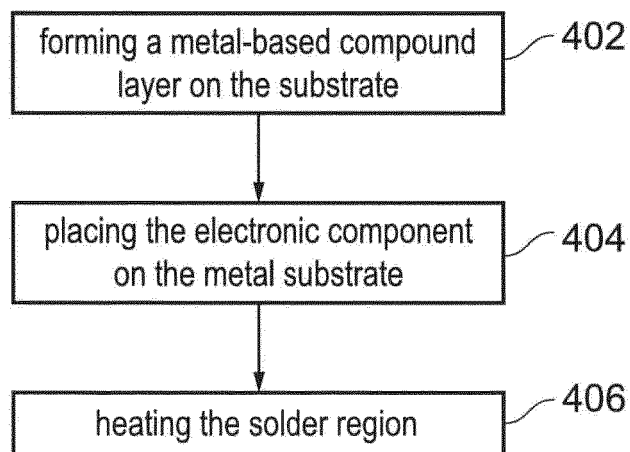 forming a metal-based compound
layer on the substrate
402
placing the electronic component
on the metal substrate
404
heating the solder region
406